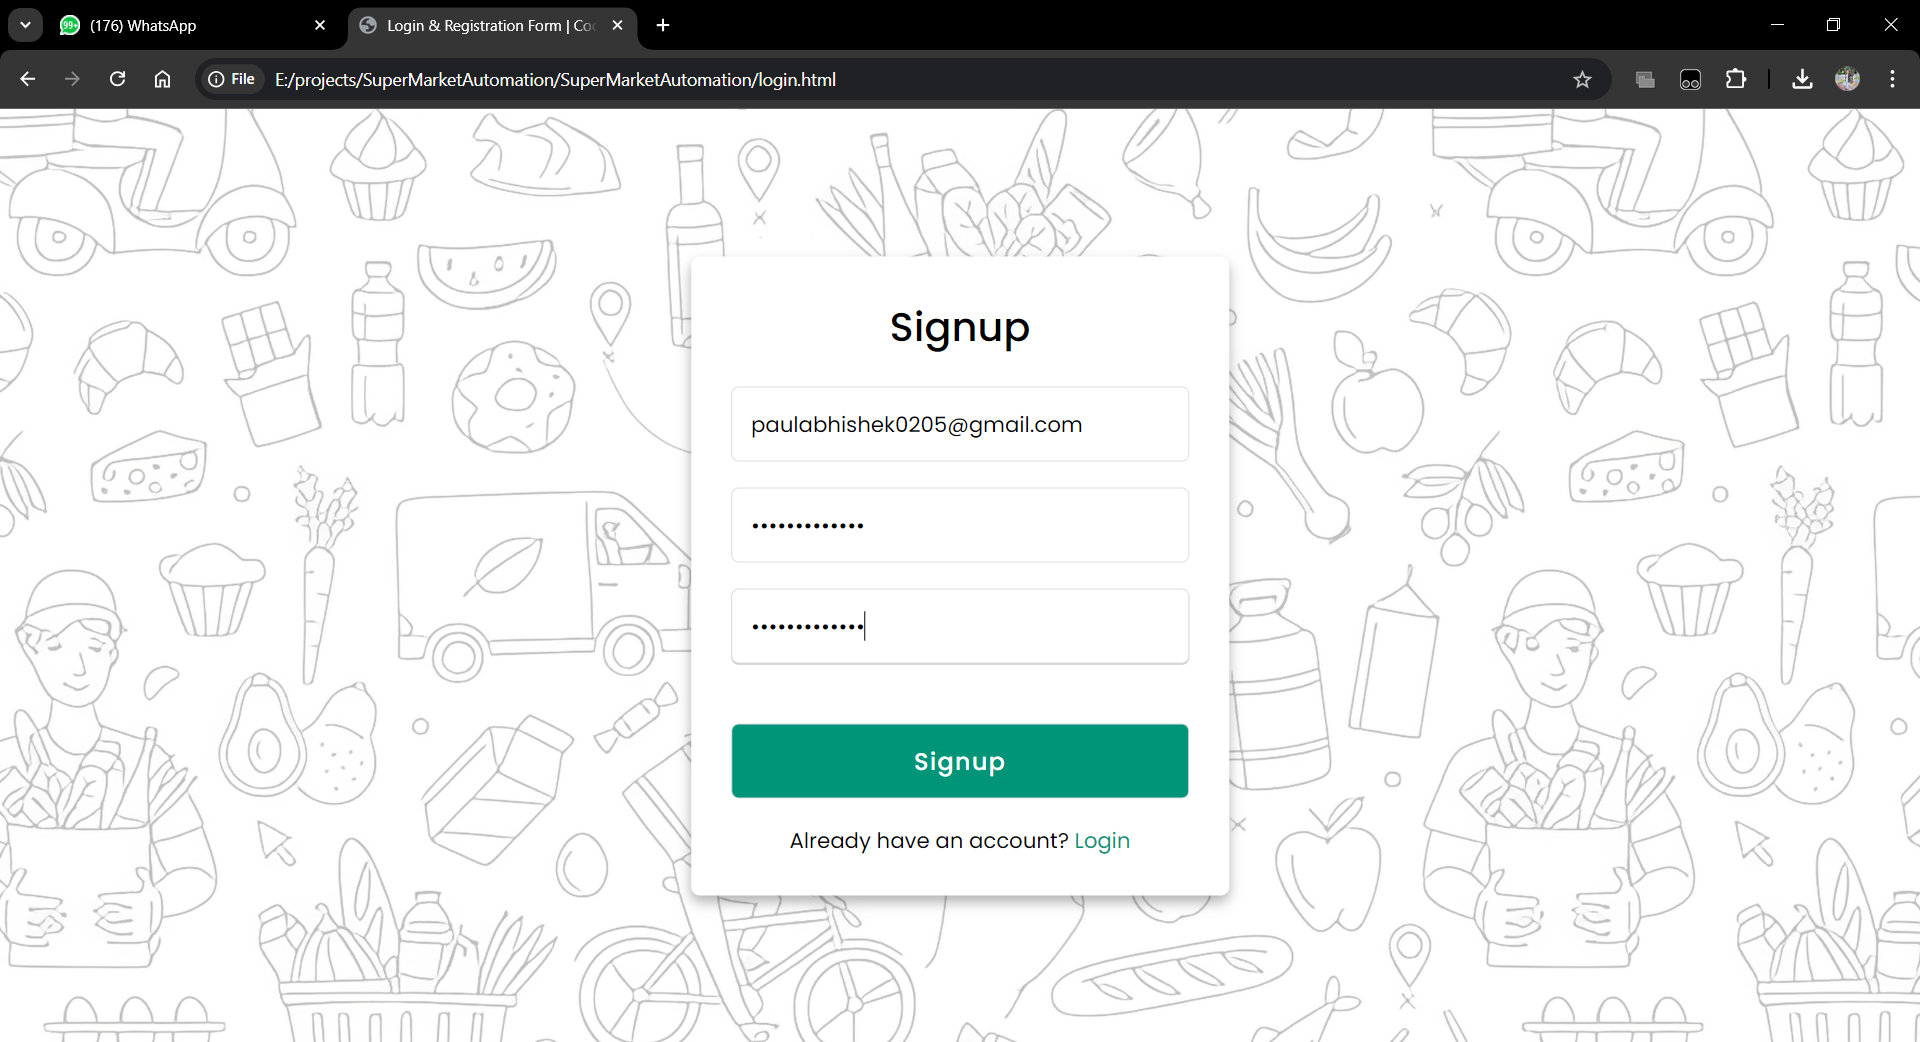 (176) WhatsApp
Login & Registration Form | Co
File
E:/projects/SuperMarketAutomation/SuperMarketAutomation/login.html
Signup
paulabhishek0205@gmail.com
•••••••••••••
•••••••••••••
Signup
Already have an account? Login